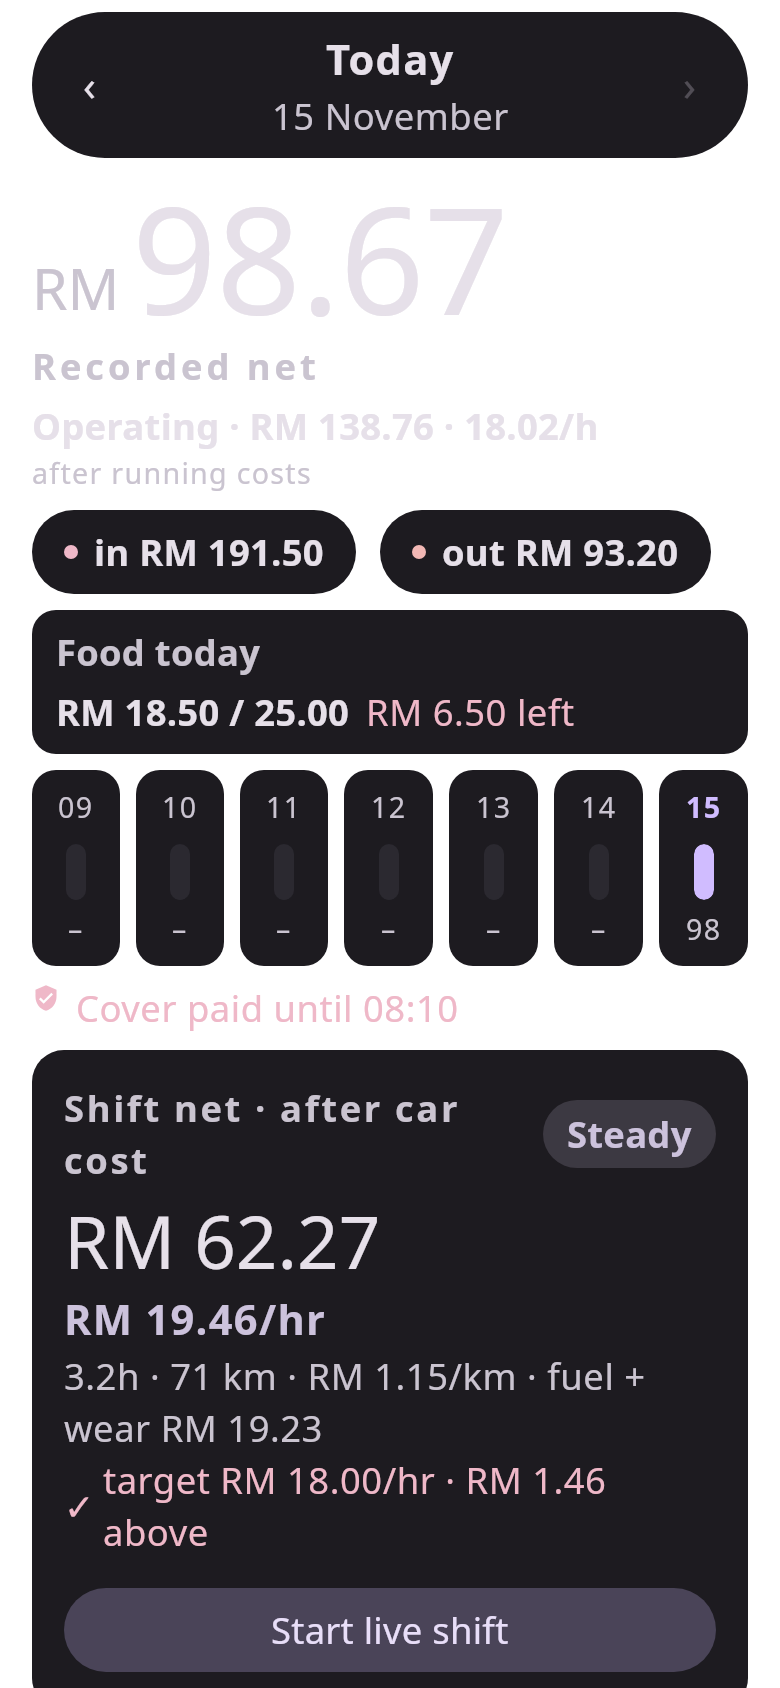 ‹ Today ›
15 November
RM 98.67
Recorded net
Operating · RM 138.76 · 18.02/h
after running costs
in RM 191.50 out RM 93.20
Food today
RM 18.50 / 25.00 RM 6.50 left
09 10 11 12 13 14 15
– – – – – – 98
Cover paid until 08:10
Shift net · after car
cost
Steady
RM 62.27
RM 19.46/hr
3.2h · 71 km · RM 1.15/km · fuel +
wear RM 19.23
✓ target RM 18.00/hr · RM 1.46
above
Start live shift